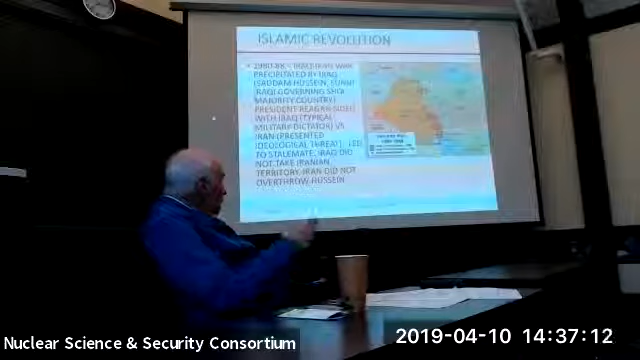 ISLAMIC REVOLUTION
• 1980-88 - IRAQ/IRAN WAR
PRECIPITATED BY IRAQ
(SADDAM HUSSEIN, SUNNI
IRAQI GOVERNING SHOI
MAJORITY COUNTRY)
PRESIDENT REAGAN SIDED
WITH IRAQ (TYPICAL
MILITARY DICTATOR) VS
IRAN (PRESENTED
IDEOLOGICAL THREAT) LED
TO STALEMATE. IRAQ DID
NOT TAKE IRANIAN
TERRITORY. IRAN DID NOT
OVERTHROW HUSSEIN
Nuclear Science & Security Consortium
2019-04-10 14:37:12